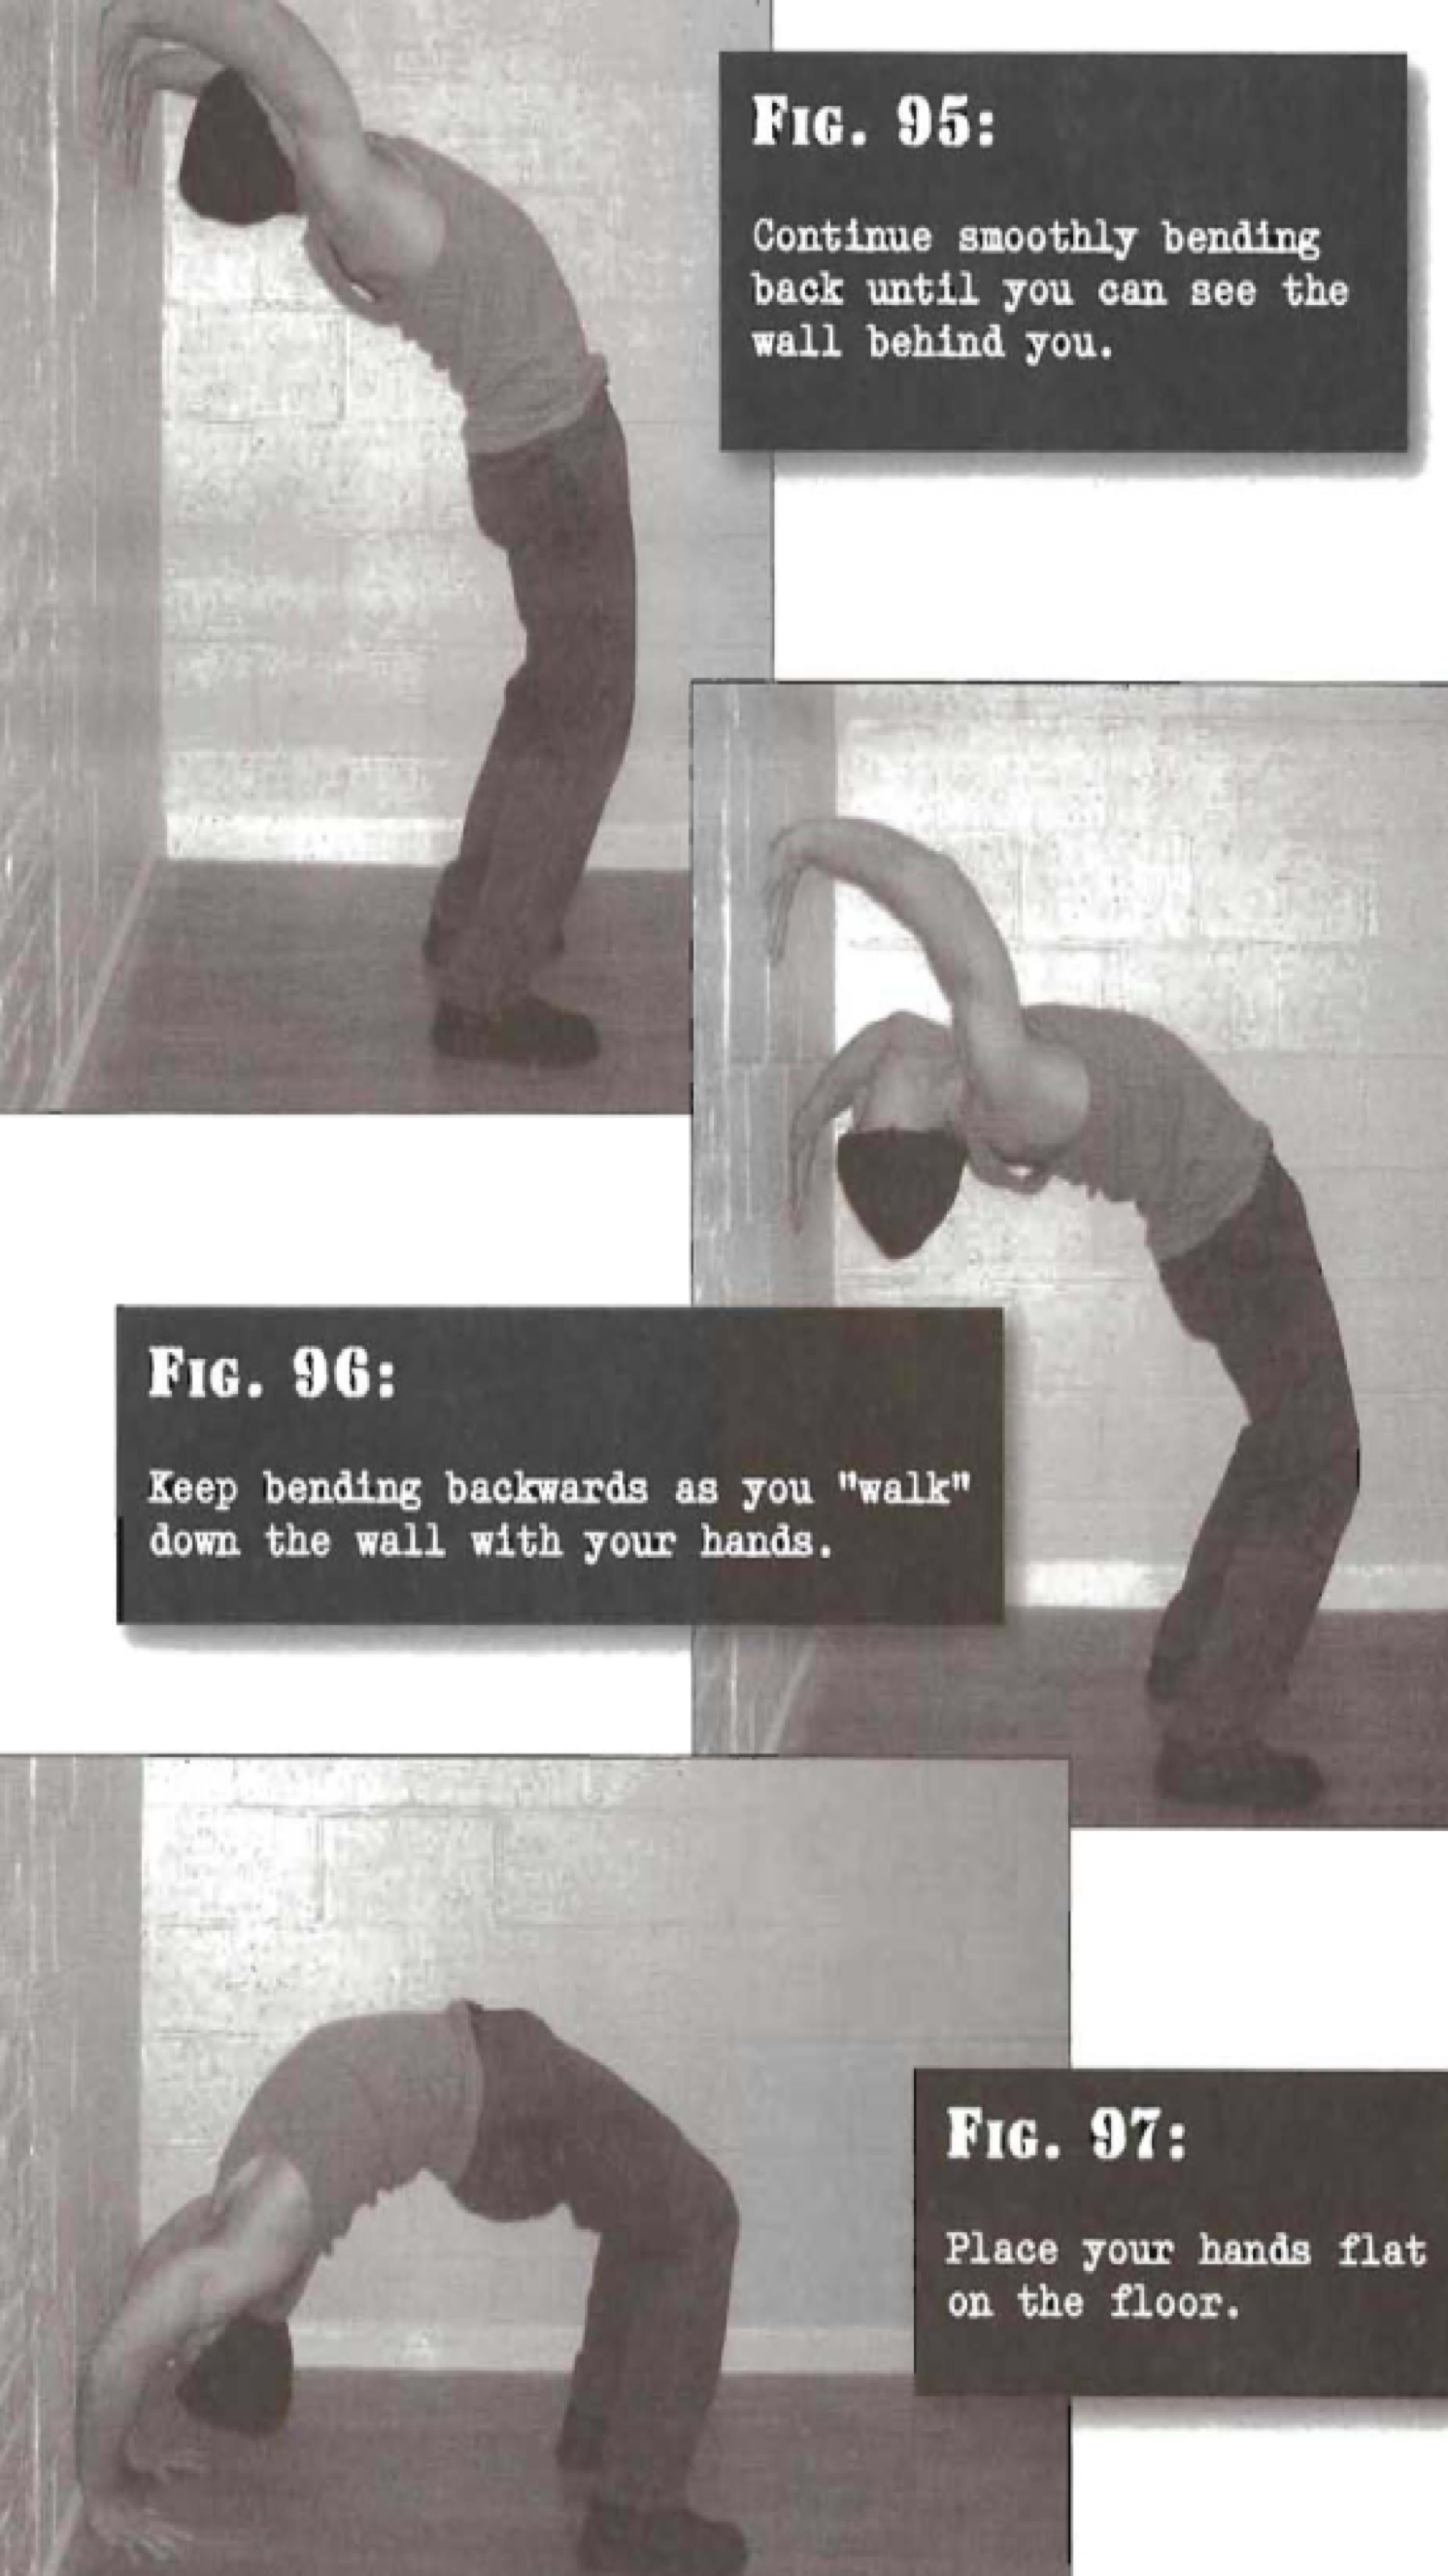 FIG. 95:
Continue smoothly bending
back until you can see the
wall behind you.
FIG. 96:
Keep bending backwards as you "walk"
down the wall with your hands.
FIG. 97:
Place your hands flat
on the floor.